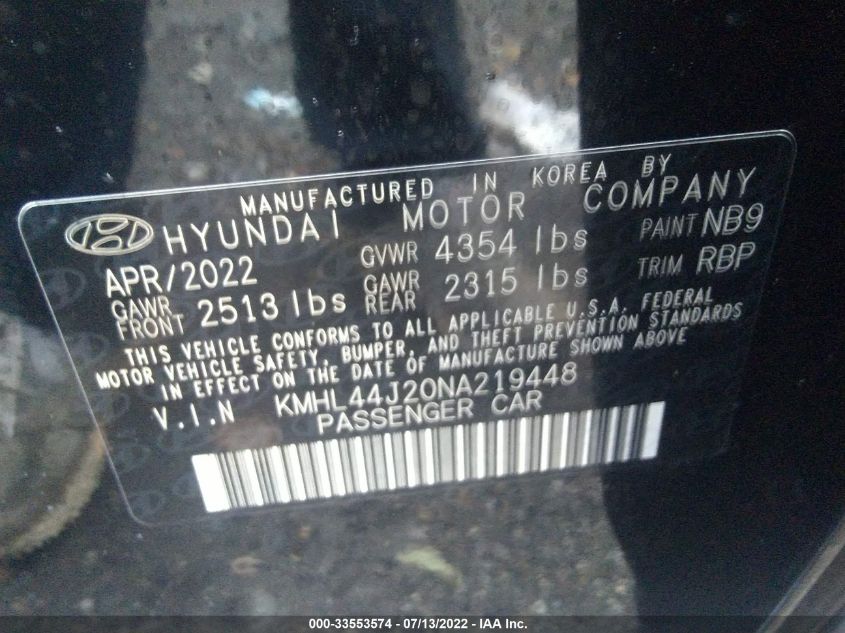 MANUFACTURED IN KOREA BY
HYUNDAI MOTOR COMPANY
APR/2022 GVWR 4354 lbs PAINT NB9
GAWR FRONT 2513 lbs GAWR REAR 2315 lbs TRIM RBP
THIS VEHICLE CONFORMS TO ALL APPLICABLE U.S.A. FEDERAL
MOTOR VEHICLE SAFETY, BUMPER, AND THEFT PREVENTION STANDARDS
IN EFFECT ON THE DATE OF MANUFACTURE SHOWN ABOVE
V.I.N KMHL44J20NA219448
PASSENGER CAR
000-33553574 - 07/13/2022 - IAA Inc.